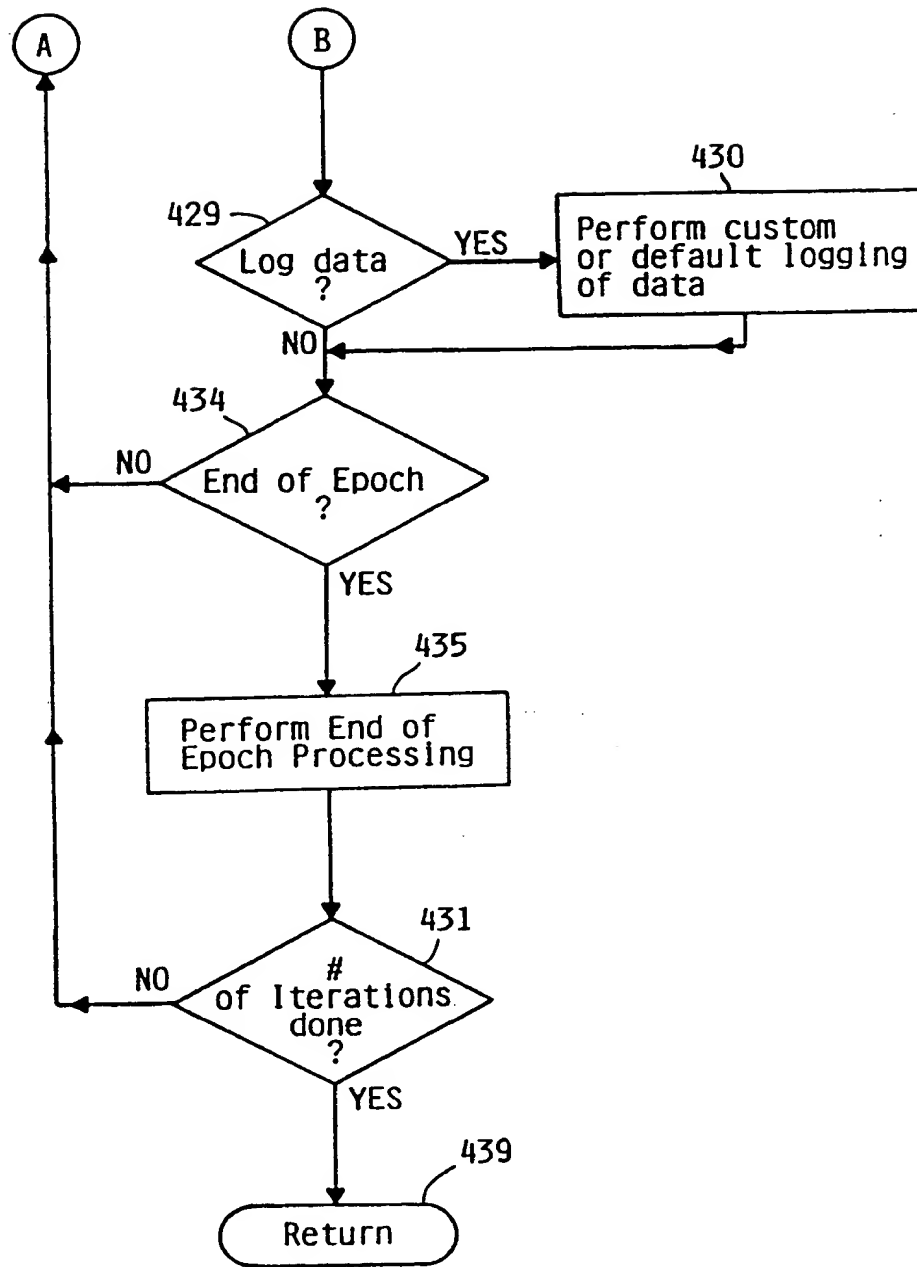 A
B
430
429
Log data
?
YES
Perform custom
or default logging
of data
NO
434
NO
End of Epoch
?
YES
435
Perform End of
Epoch Processing
431
NO
#
of Iterations
done
?
YES
439
Return